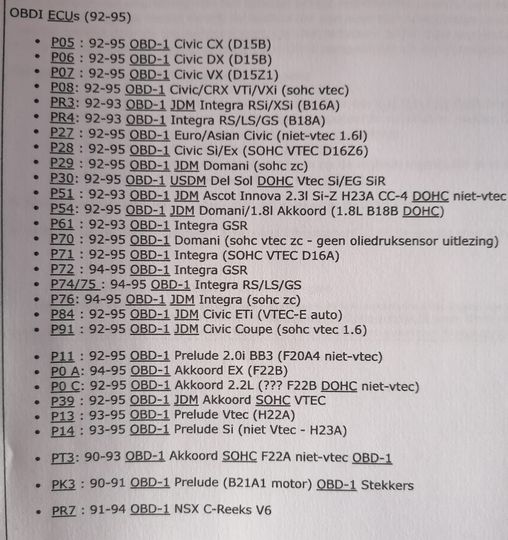 OBDI ECUs (92-95)
• P05 : 92-95 OBD-1 Civic CX (D15B)
• P06 : 92-95 OBD-1 Civic DX (D15B)
• P07 : 92-95 OBD-1 Civic VX (D15Z1)
• P08: 92-95 OBD-1 Civic/CRX VTi/VXi (sohc vtec)
• PR3: 92-93 OBD-1 JDM Integra RSi/XSi (B16A)
• PR4: 92-93 OBD-1 Integra RS/LS/GS (B18A)
• P27 : 92-95 OBD-1 Euro/Asian Civic (niet-vtec 1.6l)
• P28 : 92-95 OBD-1 Civic Si/Ex (SOHC VTEC D16Z6)
• P29 : 92-95 OBD-1 JDM Domani (sohc zc)
• P30: 92-95 OBD-1 USDM Del Sol DOHC Vtec Si/EG SiR
• P51 : 92-93 OBD-1 JDM Ascot Innova 2.3l Si-Z H23A CC-4 DOHC niet-vtec
• P54: 92-95 OBD-1 JDM Domani/1.8l Akkoord (1.8L B18B DOHC)
• P61 : 92-93 OBD-1 Integra GSR
• P70 : 92-95 OBD-1 Domani (sohc vtec zc - geen oliedruksensor uitlezing)
• P71 : 92-95 OBD-1 Integra (SOHC VTEC D16A)
• P72 : 94-95 OBD-1 Integra GSR
• P74/75 : 94-95 OBD-1 Integra RS/LS/GS
• P76: 94-95 OBD-1 JDM Integra (sohc zc)
• P84 : 92-95 OBD-1 JDM Civic ETi (VTEC-E auto)
• P91 : 92-95 OBD-1 JDM Civic Coupe (sohc vtec 1.6)
• P11 : 92-95 OBD-1 Prelude 2.0i BB3 (F20A4 niet-vtec)
• P0 A: 94-95 OBD-1 Akkoord EX (F22B)
• P0 C: 92-95 OBD-1 Akkoord 2.2L (??? F22B DOHC niet-vtec)
• P39 : 92-95 OBD-1 JDM Akkoord SOHC VTEC
• P13 : 93-95 OBD-1 Prelude Vtec (H22A)
• P14 : 93-95 OBD-1 Prelude Si (niet Vtec - H23A)
• PT3: 90-93 OBD-1 Akkoord SOHC F22A niet-vtec OBD-1
• PK3 : 90-91 OBD-1 Prelude (B21A1 motor) OBD-1 Stekkers
• PR7 : 91-94 OBD-1 NSX C-Reeks V6